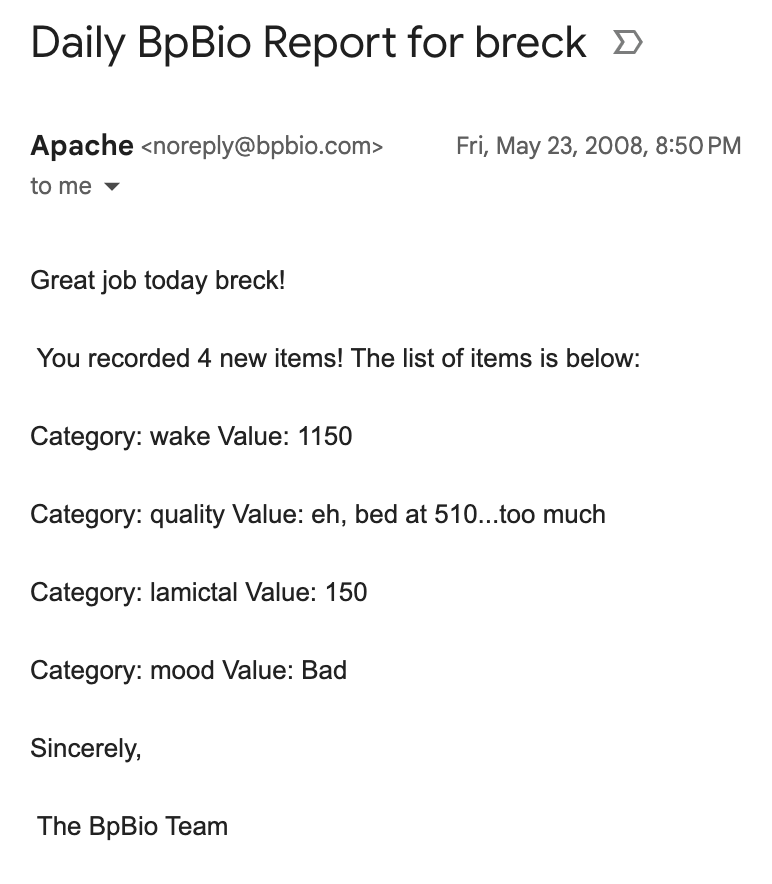 Daily BpBio Report for breck
Apache <noreply@bpbio.com> Fri, May 23, 2008, 8:50 PM
to me
Great job today breck!
You recorded 4 new items! The list of items is below:
Category: wake Value: 1150
Category: quality Value: eh, bed at 510...too much
Category: lamictal Value: 150
Category: mood Value: Bad
Sincerely,
The BpBio Team